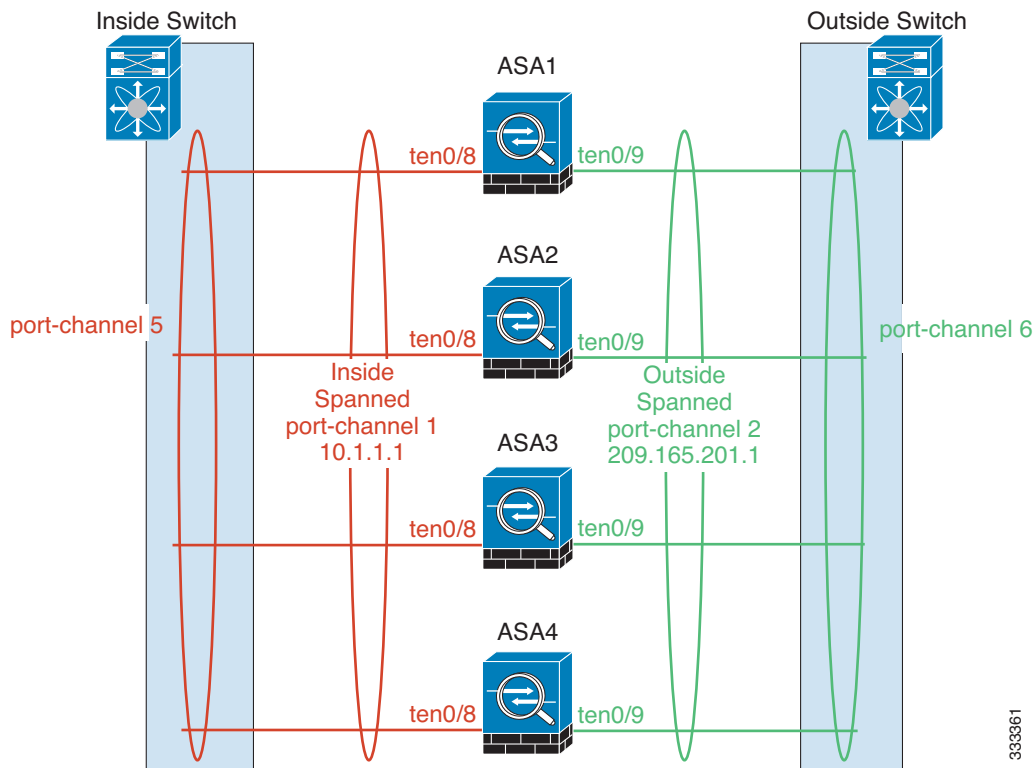 Inside Switch
Outside Switch
ASA1
ten0/8
ten0/9
ASA2
port-channel 5
ten0/8
ten0/9
port-channel 6
Inside
Spanned
port-channel 1
10.1.1.1
Outside
Spanned
port-channel 2
209.165.201.1
ASA3
ten0/8
ten0/9
ASA4
ten0/8
ten0/9
333361